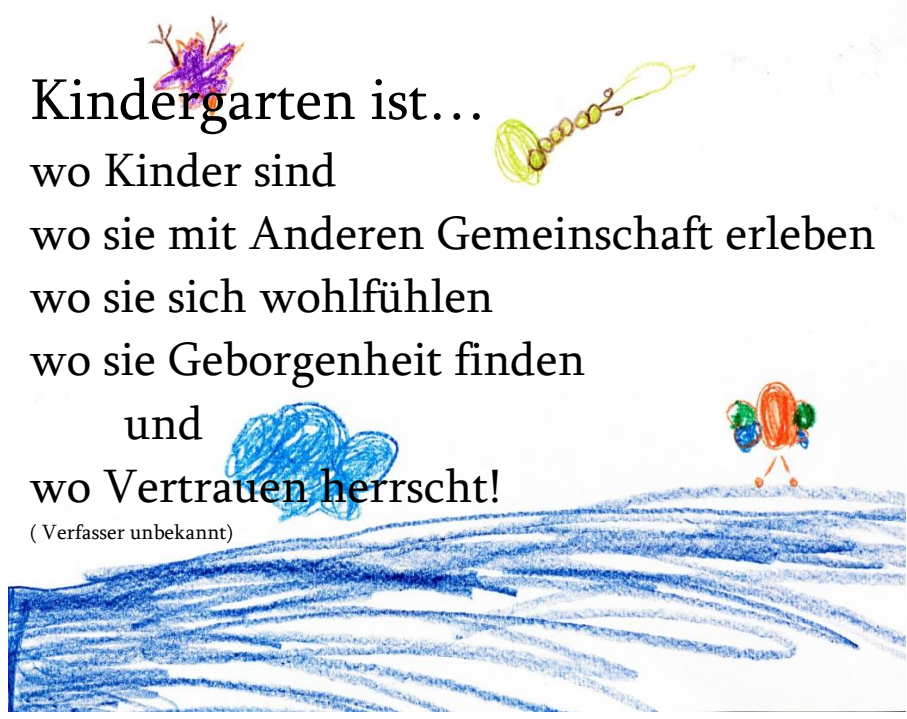 Kindergarten ist...
wo Kinder sind
wo sie mit Anderen Gemeinschaft erleben
wo sie sich wohlfühlen
wo sie Geborgenheit finden
und
wo Vertrauen herrscht!
( Verfasser unbekannt)